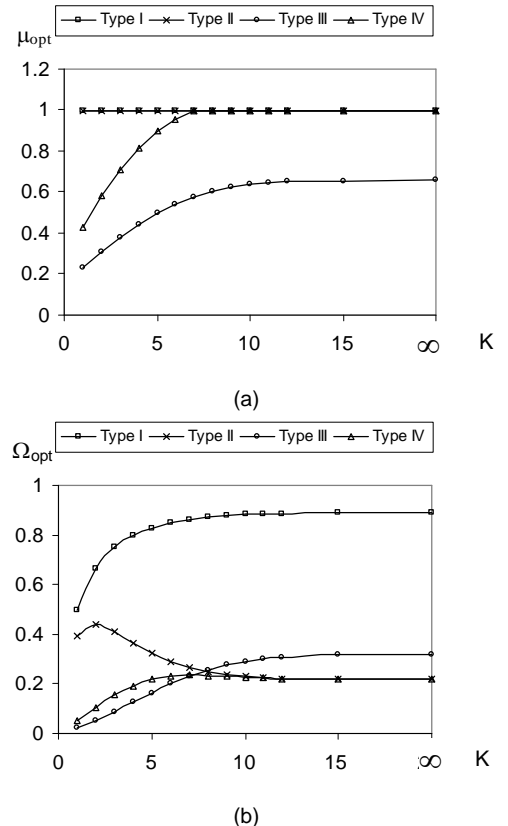 Type Ⅰ Type Ⅱ Type Ⅲ Type Ⅳ
μopt
1.2
1
0.8
0.6
0.4
0.2
0
0 5 10 15 ∞ K
(a)
Type Ⅰ Type Ⅱ Type Ⅲ Type Ⅳ
Ωopt
1
0.8
0.6
0.4
0.2
0
0 5 10 15 ∞ K
(b)